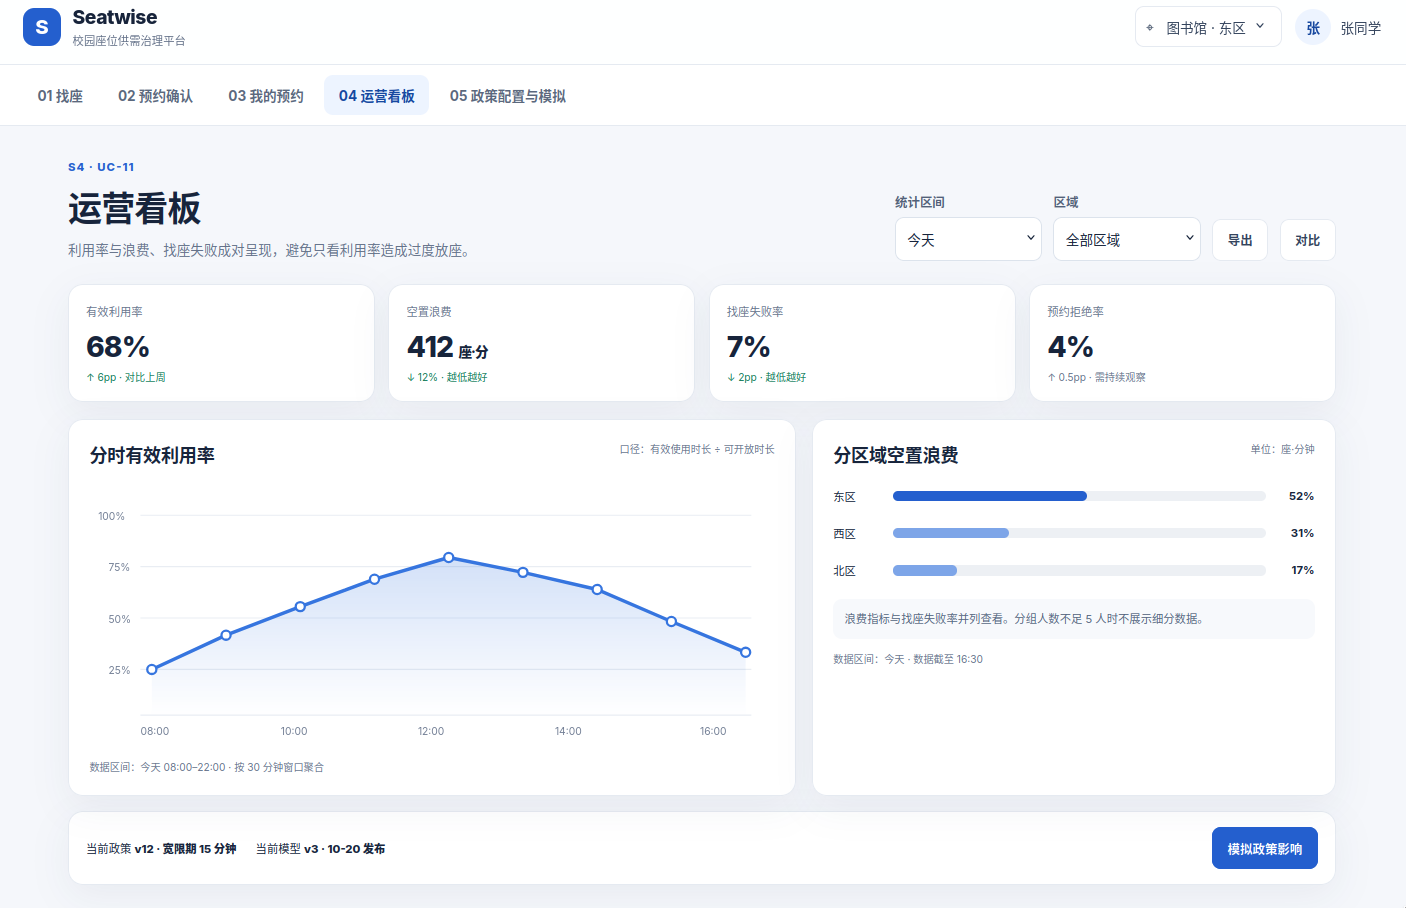 S
Seatwise
校园座位供需治理平台
⌖ 图书馆 · 东区
张 张同学
01 找座
02 预约确认
03 我的预约
04 运营看板
05 政策配置与模拟
S4 · UC-11
运营看板
利用率与浪费、找座失败成对呈现，避免只看利用率造成过度放座。
统计区间
今天
区域
全部区域
导出
对比
有效利用率
68%
↑ 6pp · 对比上周
空置浪费
412 座·分
↓ 12% · 越低越好
找座失败率
7%
↓ 2pp · 越低越好
预约拒绝率
4%
↑ 0.5pp · 需持续观察
分时有效利用率
口径：有效使用时长 ÷ 可开放时长
100%
75%
50%
25%
08:00 10:00 12:00 14:00 16:00
数据区间：今天 08:00–22:00 · 按 30 分钟窗口聚合
分区域空置浪费
单位：座·分钟
东区 52%
西区 31%
北区 17%
浪费指标与找座失败率并列查看。分组人数不足 5 人时不展示细分数据。
数据区间：今天 · 数据截至 16:30
当前政策 v12 · 宽限期 15 分钟 当前模型 v3 · 10-20 发布
模拟政策影响